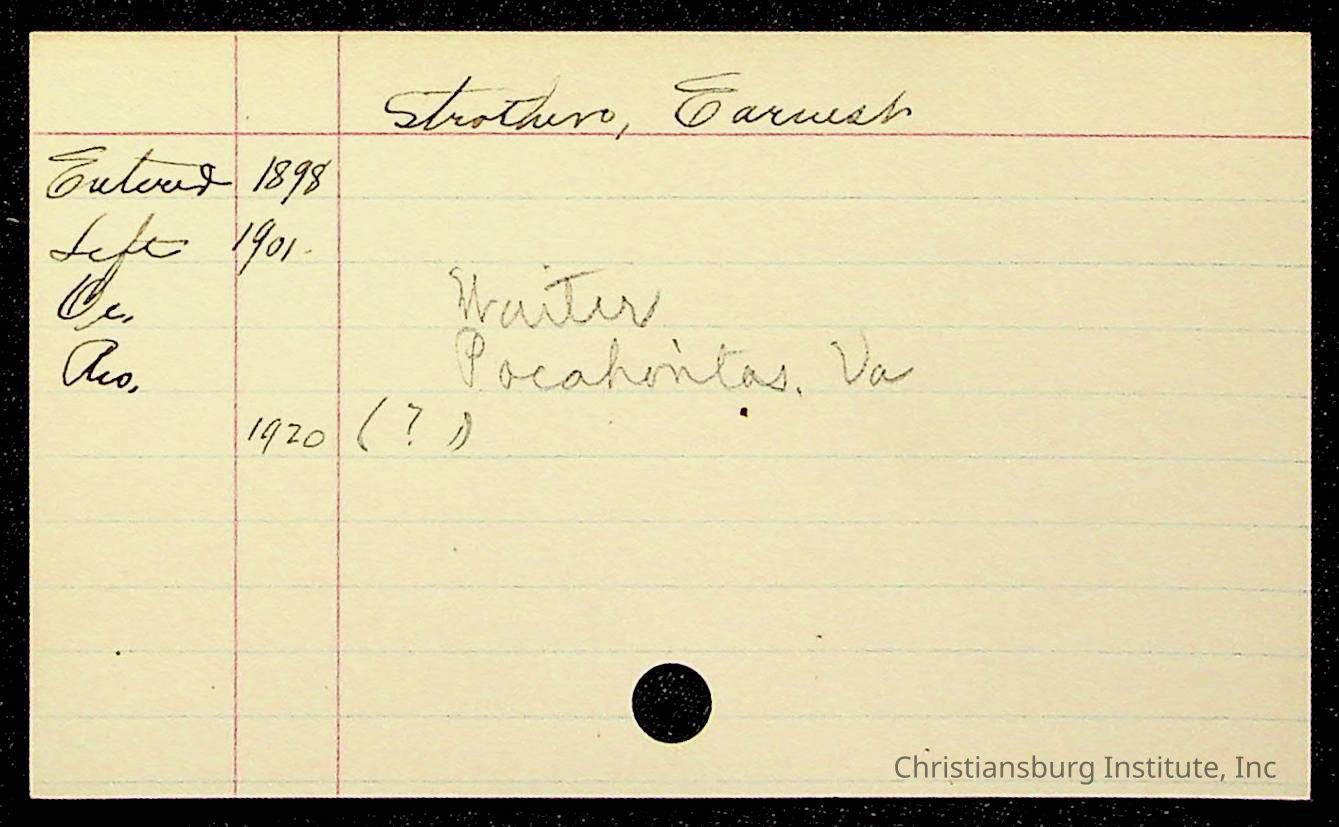 Strothers, Earnest
Entered 1898
Left 1901.
Oc. Waiter
Res. Pocahontas, Va
1920 (?)
Christiansburg Institute, Inc